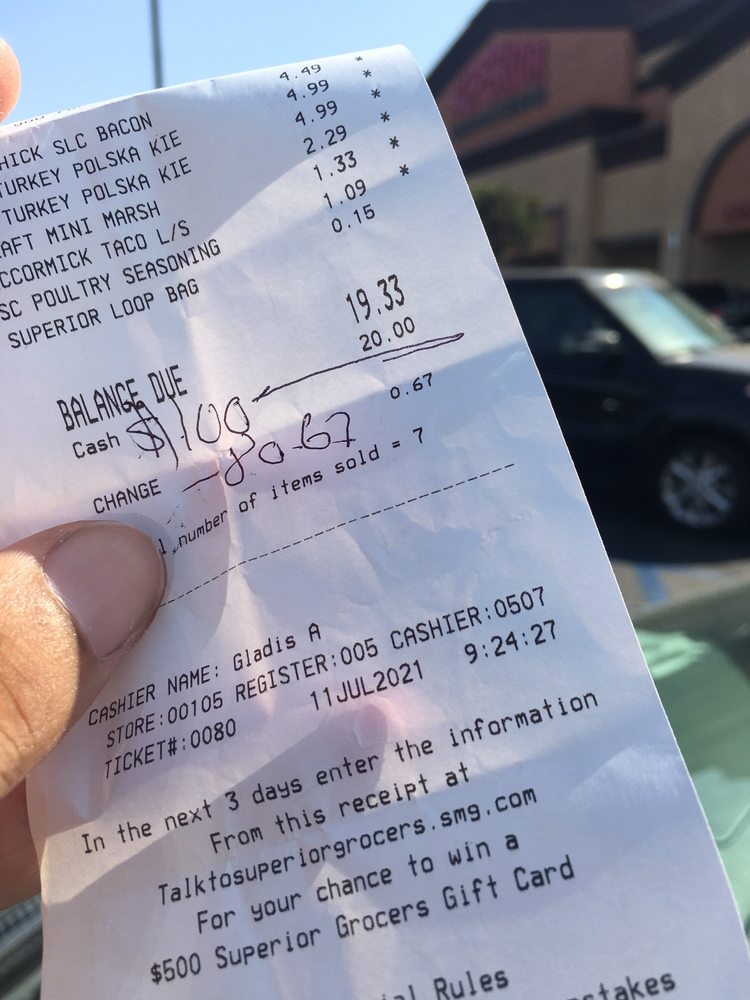 HICK SLC BACON 4.49 *
TURKEY POLSKA KIE 4.99 *
TURKEY POLSKA KIE 4.99 *
AFT MINI MARSH 2.29 *
CCORMICK TACO L/S 1.33 *
SC POULTRY SEASONING 1.09 *
SUPERIOR LOOP BAG 0.15
BALANCE DUE 19.33
Cash $100 20.00
CHANGE 80.67 0.67
l number of items sold = 7
CASHIER NAME: Gladis A
STORE:00105 REGISTER:005 CASHIER:0507
TICKET#:0080 11JUL2021 9:24:27
In the next 3 days enter the information
From this receipt at
Talktosuperiorgrocers.smg.com
For your chance to win a
$500 Superior Grocers Gift Card
al Rules
stakes